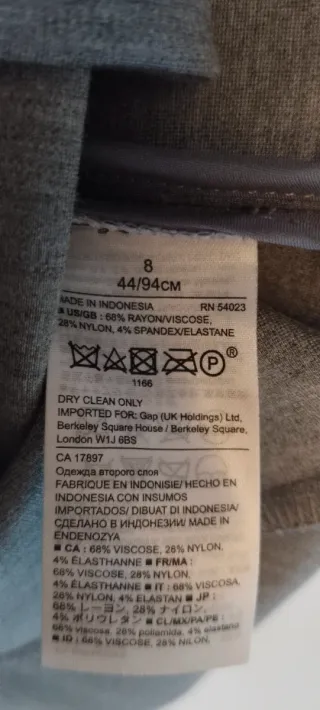 8
44/94CM
MADE IN INDONESIA RN 54023
■ US/GB : 68% RAYON/VISCOSE,
28% NYLON, 4% SPANDEX/ELASTANE
P ®
1166
DRY CLEAN ONLY
IMPORTED FOR: Gap (UK Holdings) Ltd,
Berkeley Square House / Berkeley Square,
London W1J 6BS
CA 17897
Одежда второго слоя
FABRIQUÉ EN INDONÉSIE/ HECHO EN
INDONESIA CON INSUMOS
IMPORTADOS/ DIBUAT DI INDONESIA/
СДЕЛАНО В ИНДОНЕЗИИ/ MADE IN
ENDENOZYA
■ CA : 68% VISCOSE, 28% NYLON,
4% ÉLASTHANNE ■ FR/MA :
68% VISCOSE, 28% NYLON,
4% ÉLASTHANNE ■ IT : 68% VISCOSA,
28% NYLON, 4% ELASTAN ■ JP :
68% レーヨン, 28% ナイロン,
4% ポリウレタン ■ CL/MX/PA/PE :
68% viscosa, 28% poliamida, 4% elastano
■ ID : 68% VISCOSE, 28% NILON,